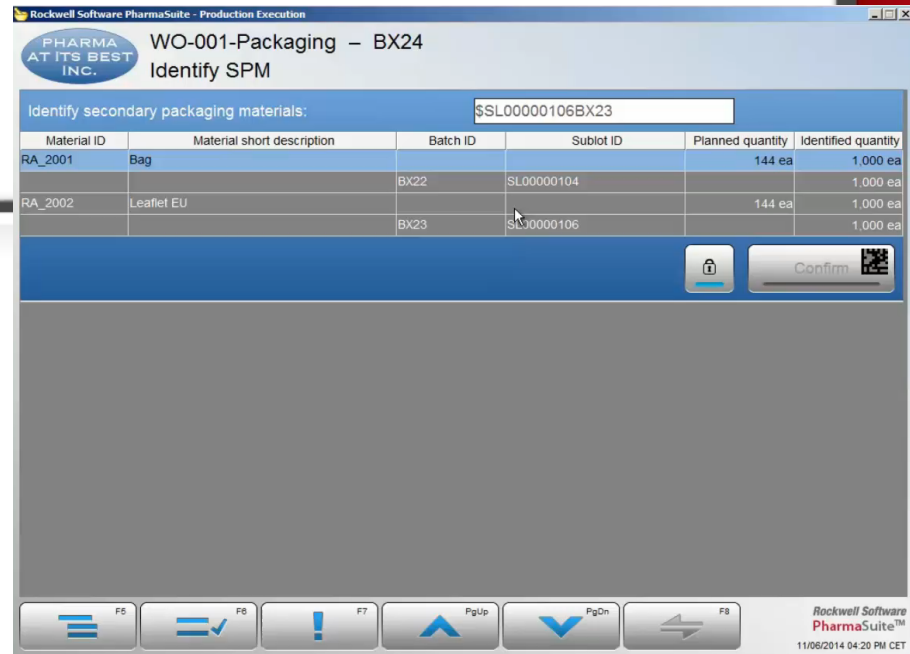 Rockwell Software PharmaSuite - Production Execution
PHARMA
AT ITS BEST
INC.
WO-001-Packaging – BX24
Identify SPM
Identify secondary packaging materials: $SL00000106BX23
Material ID Material short description Batch ID Sublot ID Planned quantity Identified quantity
RA_2001 Bag 144 ea 1,000 ea
BX22 SL00000104 1,000 ea
RA_2002 Leaflet EU 144 ea 1,000 ea
BX23 SL00000106 1,000 ea
Confirm
F5 F6 F7 PgUp PgDn F8
Rockwell Software
PharmaSuite™
11/06/2014 04:20 PM CET